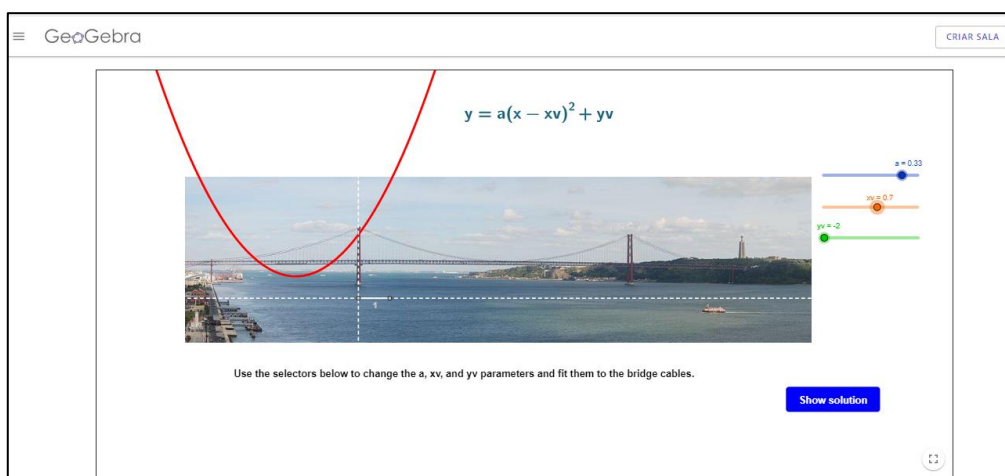 GeoGebra
CRIAR SALA
y = a(x − xv)² + yv
a = 0.33
xv = 0.7
yv = -2
1
Use the selectors below to change the a, xv, and yv parameters and fit them to the bridge cables.
Show solution